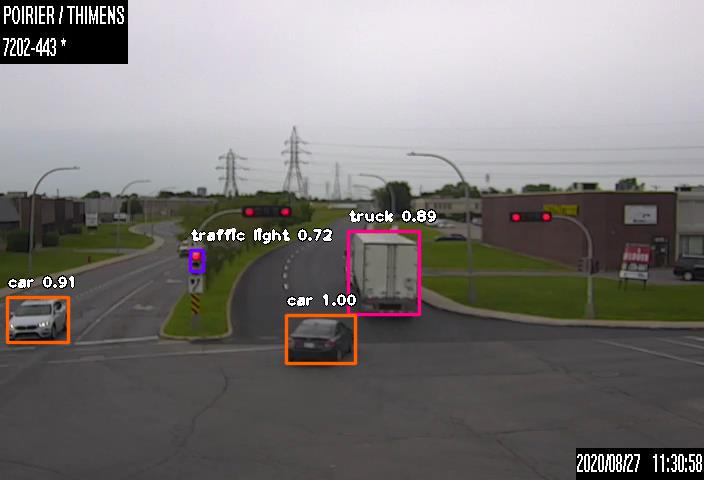 POIRIER / THIMENS
7202-443 *
truck 0.89
traffic light 0.72
car 0.91
car 1.00
2020/08/27 11:30:58